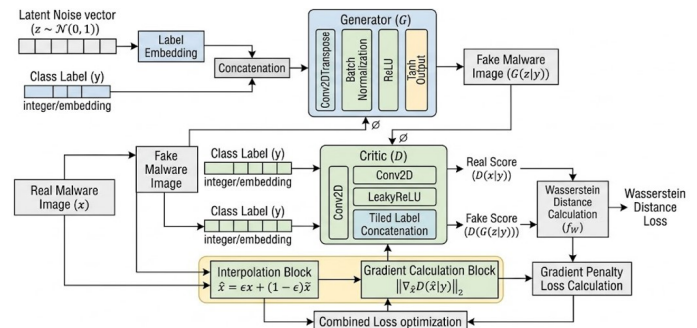 Latent Noise vector
(z ~ 𝒩(0, 1))
Label
Embedding
Class Label (y)
integer/embedding
Concatenation
Generator (G)
Conv2DTranspose
Batch
Normalization
ReLU
Tanh
Output
Fake Malware
Image (G(z|y))
Ø
Ø
Real Malware
Image (x)
Fake
Malware
Image
Class Label (y)
integer/embedding
Class Label (y)
integer/embedding
Critic (D)
Conv2D
Conv2D
LeakyReLU
Tiled Label
Concatenation
Real Score
(D(x|y))
Fake Score
(D(G(z|y)))
Wasserstein
Distance
Calculation
(f_W)
Wasserstein
Distance
Loss
Interpolation Block
x̂ = ϵx + (1 − ϵ)x̃
Gradient Calculation Block
‖∇_x̂ D(x̂|y)‖₂
Gradient Penalty
Loss Calculation
Combined Loss optimization